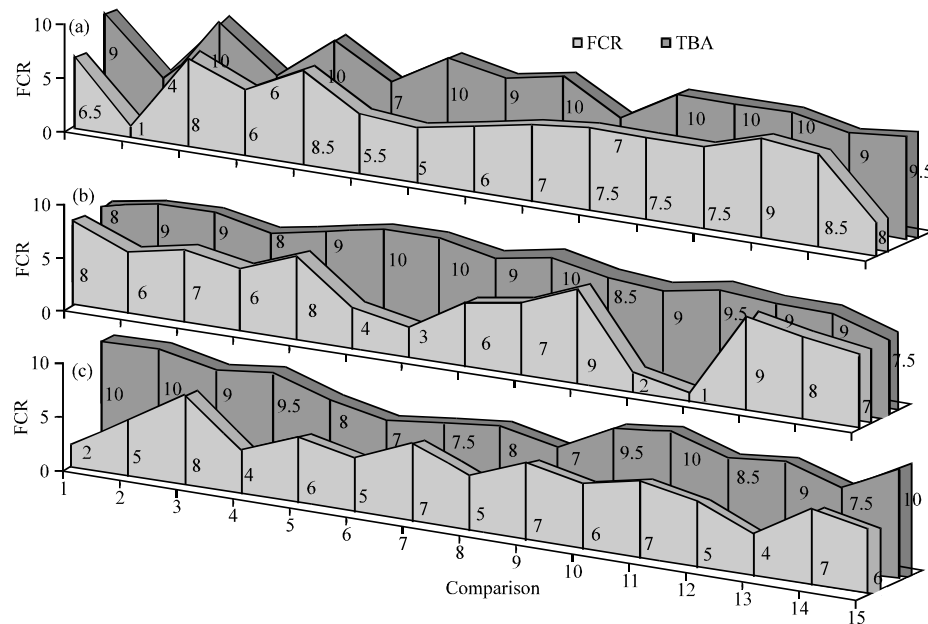 (a)
FCR TBA
10
5
0
FCR
9 4 10 6 10 7 10 9 10 7 10 10 10 9 9.5
6.5 1 8 6 8.5 5.5 5 6 7 7.5 7.5 7.5 9 8.5 8
(b)
10
5
0
FCR
8 9 9 8 9 10 10 9 10 8.5 9 9.5 9 9 7.5
8 6 7 6 8 4 3 6 7 9 2 1 9 8 7
(c)
10
5
0
FCR
10 10 9 9.5 8 7 7.5 8 7 9.5 10 8.5 9 7.5 10
2 5 8 4 6 5 7 5 7 6 7 5 4 7 6
1 2 3 4 5 6 7 8 9 10 11 12 13 14 15
Comparison